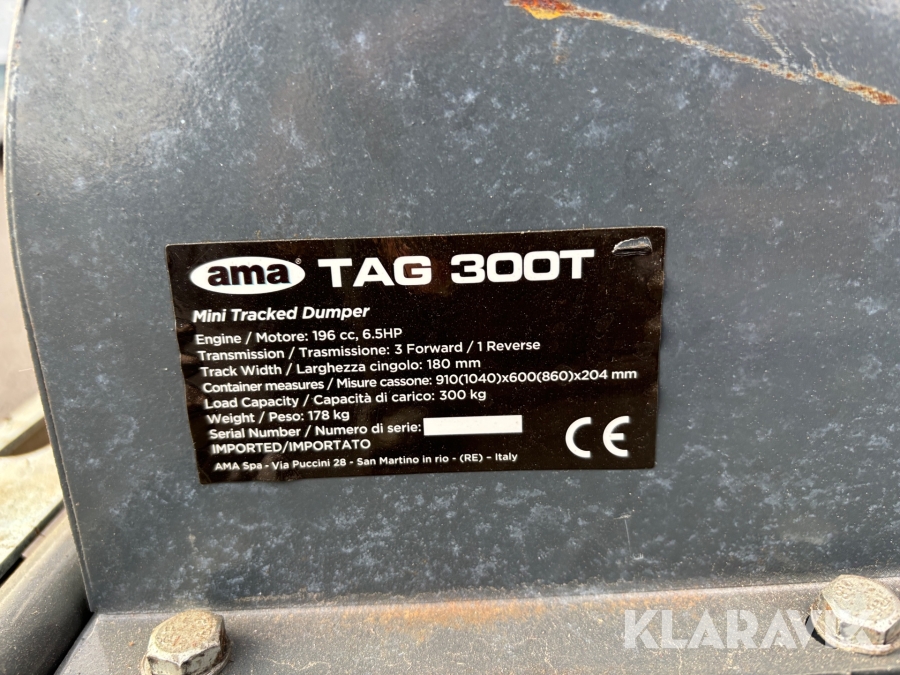 ama® TAG 300T
Mini Tracked Dumper
Engine / Motore: 196 cc, 6.5HP
Transmission / Trasmissione: 3 Forward / 1 Reverse
Track Width / Larghezza cingolo: 180 mm
Container measures / Misure cassone: 910(1040)x600(860)x204 mm
Load Capacity / Capacità di carico: 300 kg
Weight / Peso: 178 kg
Serial Number / Numero di serie:
IMPORTED/IMPORTATO
CE
AMA Spa - Via Puccini 28 - San Martino in rio - (RE) - Italy
KLARAVIK